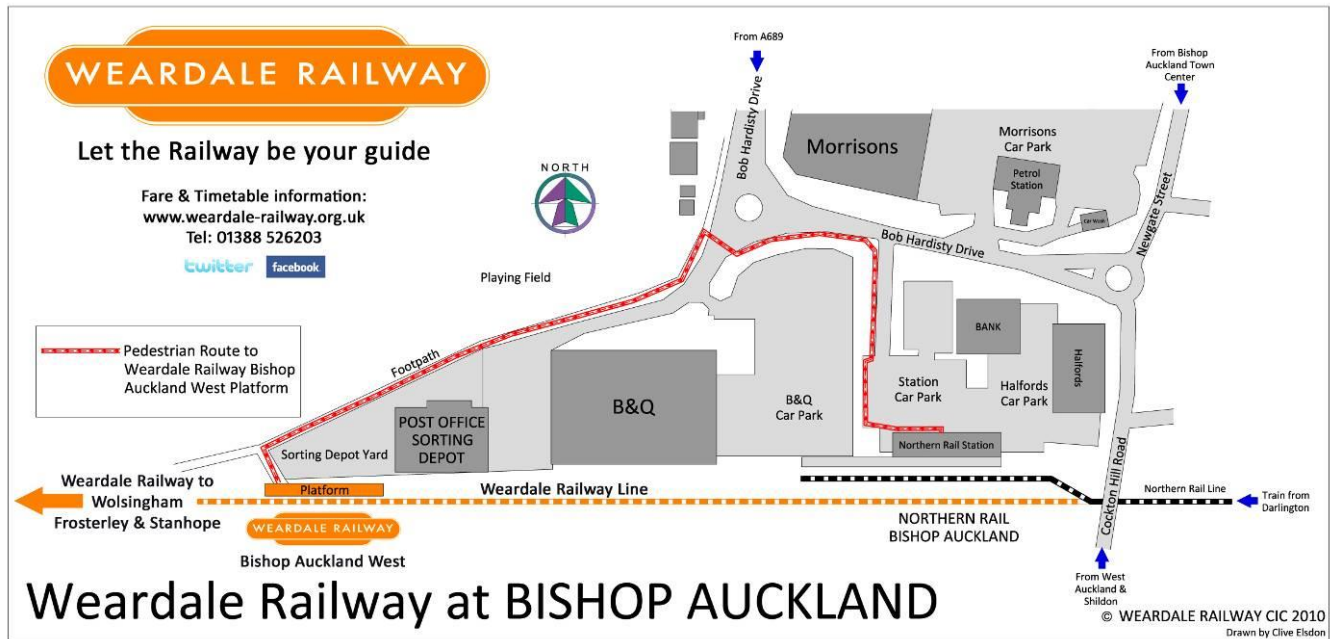 WEARDALE RAILWAY
Let the Railway be your guide
Fare & Timetable information:
www.weardale-railway.org.uk
Tel: 01388 526203
twitter
facebook
Pedestrian Route to
Weardale Railway Bishop
Auckland West Platform
NORTH
Playing Field
Footpath
From A689
Bob Hardisty Drive
Morrisons
Morrisons
Car Park
Petrol
Station
Car Wash
From Bishop
Auckland Town
Center
Newgate Street
Bob Hardisty Drive
BANK
Halfords
Halfords
Car Park
Station
Car Park
B&Q
Car Park
B&Q
POST OFFICE
SORTING
DEPOT
Sorting Depot Yard
Northern Rail Station
Cockton Hill Road
Platform
Weardale Railway Line
Weardale Railway to
Wolsingham
Frosterley & Stanhope
WEARDALE RAILWAY
Bishop Auckland West
NORTHERN RAIL
BISHOP AUCKLAND
Northern Rail Line
Train from
Darlington
From West
Auckland &
Shildon
Weardale Railway at BISHOP AUCKLAND
© WEARDALE RAILWAY CIC 2010
Drawn by Clive Elsdon